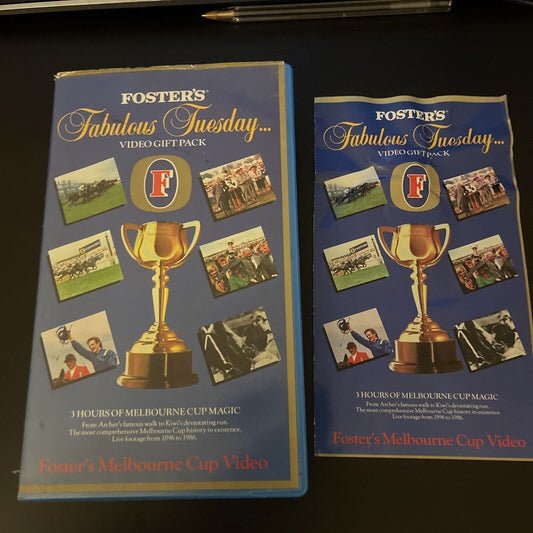 FOSTER'S
Fabulous Tuesday...
VIDEO GIFT PACK
F
3 HOURS OF MELBOURNE CUP MAGIC
From Archer's famous walk to Kiwi's devastating run.
The most comprehensive Melbourne Cup history in existence.
Live footage from 1896 to 1986.
Foster's Melbourne Cup Video
FOSTER'S
Fabulous Tuesday...
VIDEO GIFT PACK
F
3 HOURS OF MELBOURNE CUP MAGIC
From Archer's famous walk to Kiwi's devastating run.
The most comprehensive Melbourne Cup history in existence.
Live footage from 1896 to 1986.
Foster's Melbourne Cup Video